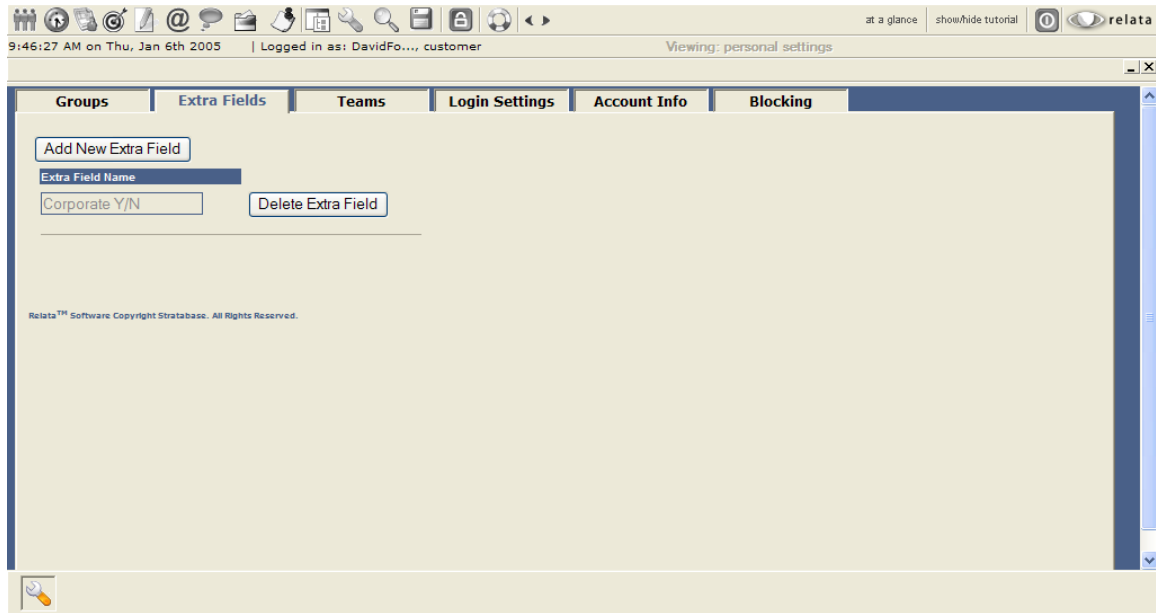 at a glance show/hide tutorial relata
9:46:27 AM on Thu, Jan 6th 2005 | Logged in as: DavidFo..., customer Viewing: personal settings
Groups Extra Fields Teams Login Settings Account Info Blocking
Add New Extra Field
Extra Field Name
Corporate Y/N Delete Extra Field
Relata™ Software Copyright Stratabase. All Rights Reserved.